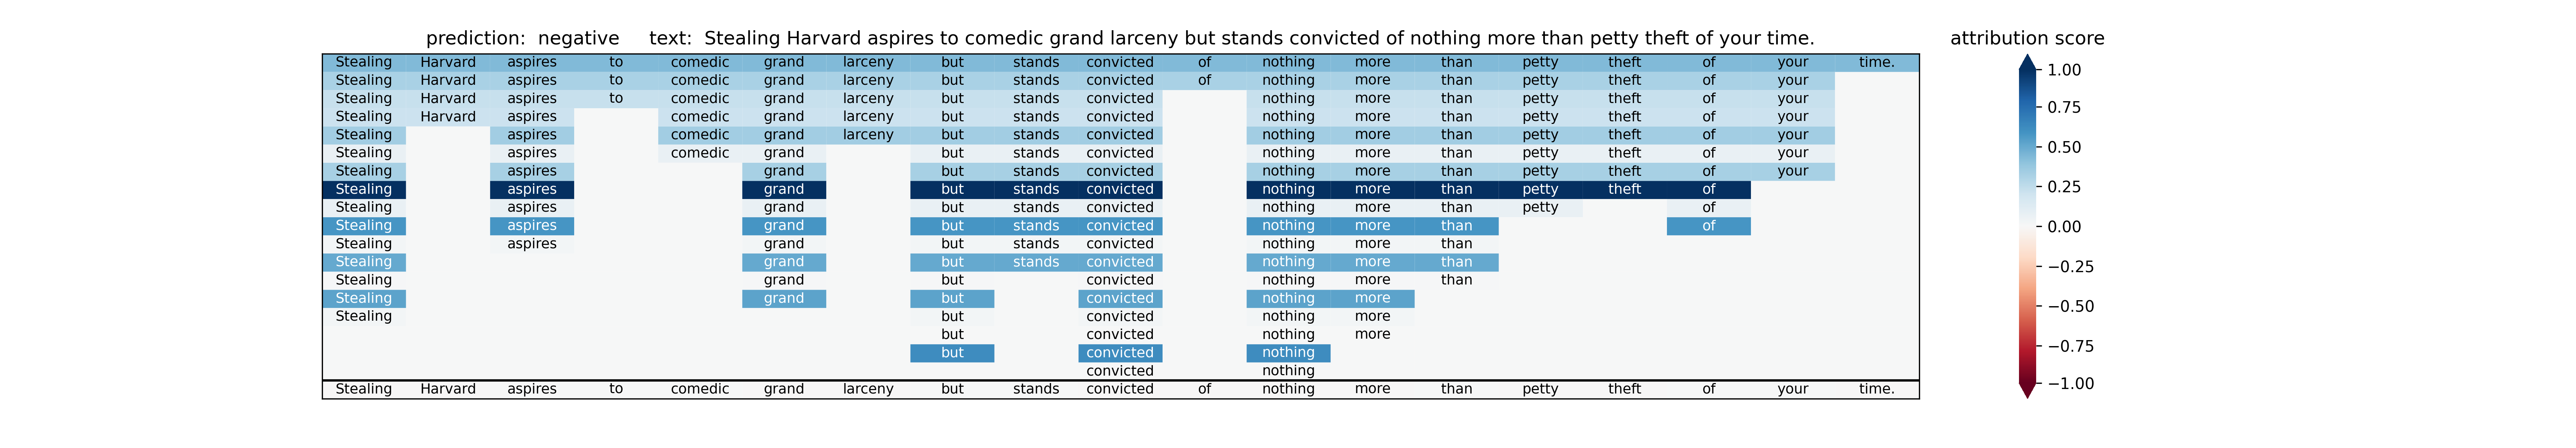 prediction: negative text: Stealing Harvard aspires to comedic grand larceny but stands convicted of nothing more than petty theft of your time.
attribution score
Stealing Harvard aspires to comedic grand larceny but stands convicted of nothing more than petty theft of your time.
Stealing Harvard aspires to comedic grand larceny but stands convicted of nothing more than petty theft of your
Stealing Harvard aspires to comedic grand larceny but stands convicted nothing more than petty theft of your
Stealing Harvard aspires comedic grand larceny but stands convicted nothing more than petty theft of your
Stealing aspires comedic grand larceny but stands convicted nothing more than petty theft of your
Stealing aspires comedic grand but stands convicted nothing more than petty theft of your
Stealing aspires grand but stands convicted nothing more than petty theft of your
Stealing aspires grand but stands convicted nothing more than petty theft of
Stealing aspires grand but stands convicted nothing more than petty of
Stealing aspires grand but stands convicted nothing more than of
Stealing aspires grand but stands convicted nothing more than
Stealing grand but stands convicted nothing more than
Stealing grand but convicted nothing more than
Stealing grand but convicted nothing more
Stealing but convicted nothing more
but convicted nothing more
but convicted nothing
convicted nothing
Stealing Harvard aspires to comedic grand larceny but stands convicted of nothing more than petty theft of your time.
1.00
0.75
0.50
0.25
0.00
−0.25
−0.50
−0.75
−1.00